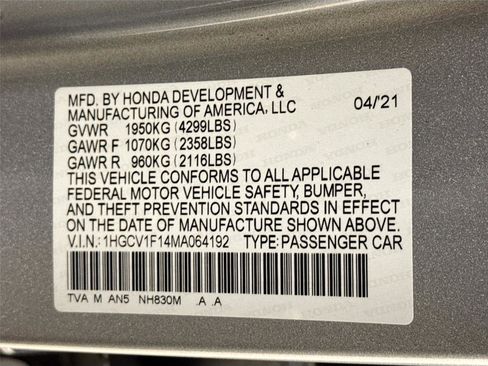 MFD. BY HONDA DEVELOPMENT &
MANUFACTURING OF AMERICA, LLC 04/'21
GVWR 1950KG (4299LBS)
GAWR F 1070KG (2358LBS)
GAWR R 960KG (2116LBS)
THIS VEHICLE CONFORMS TO ALL APPLICABLE
FEDERAL MOTOR VEHICLE SAFETY, BUMPER,
AND THEFT PREVENTION STANDARDS IN EFFECT
ON THE DATE OF MANUFACTURE SHOWN ABOVE.
V.I.N.: 1HGCV1F14MA064192 TYPE: PASSENGER CAR
TVA M AN5 NH830M .A .A